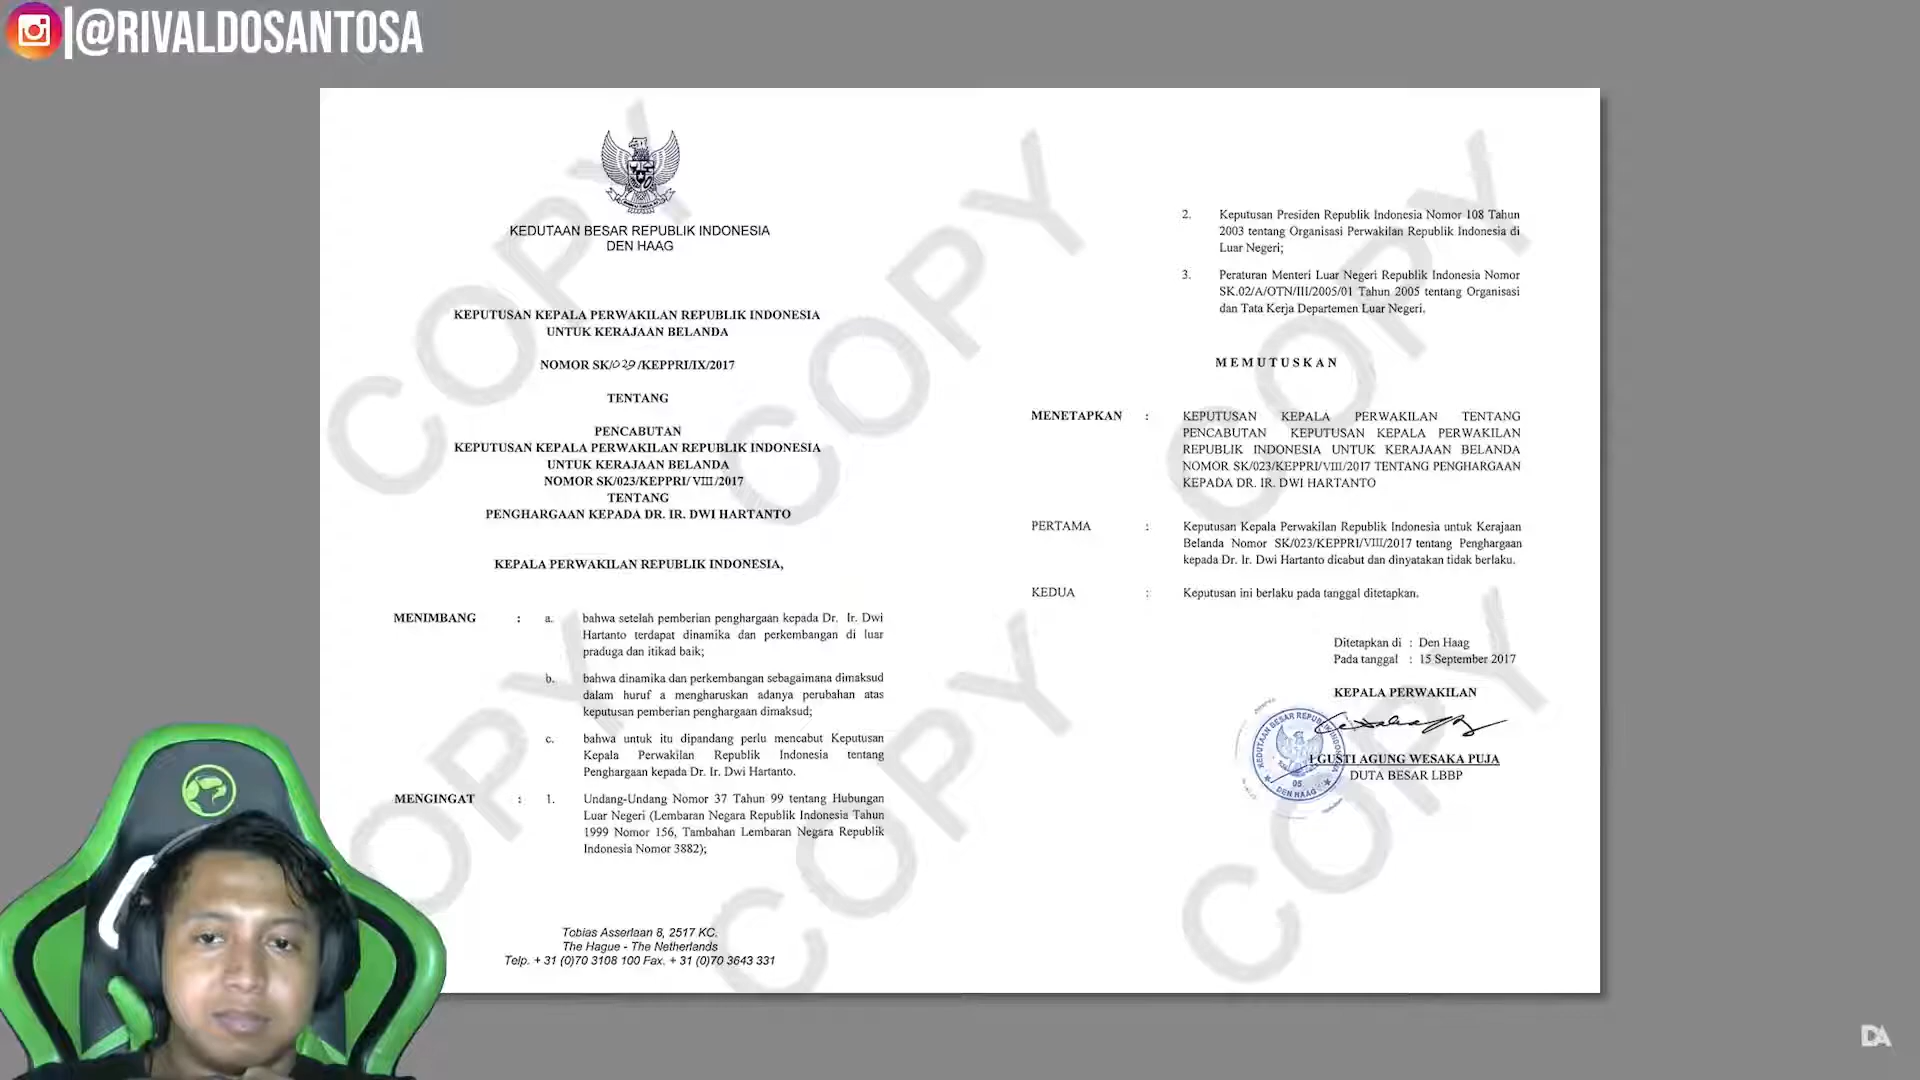 |@RIVALDOSANTOSA
KEDUTAAN BESAR REPUBLIK INDONESIA
DEN HAAG
KEPUTUSAN KEPALA PERWAKILAN REPUBLIK INDONESIA
UNTUK KERAJAAN BELANDA
NOMOR SK/029/KEPPRI/IX/2017
TENTANG
PENCABUTAN
KEPUTUSAN KEPALA PERWAKILAN REPUBLIK INDONESIA
UNTUK KERAJAAN BELANDA
NOMOR SK/023/KEPPRI/VIII/2017
TENTANG
PENGHARGAAN KEPADA DR. IR. DWI HARTANTO
KEPALA PERWAKILAN REPUBLIK INDONESIA,
MENIMBANG : a. bahwa setelah pemberian penghargaan kepada Dr. Ir. Dwi
Hartanto terdapat dinamika dan perkembangan di luar
praduga dan itikad baik;
b. bahwa dinamika dan perkembangan sebagaimana dimaksud
dalam huruf a mengharuskan adanya perubahan atas
keputusan pemberian penghargaan dimaksud;
c. bahwa untuk itu dipandang perlu mencabut Keputusan
Kepala Perwakilan Republik Indonesia tentang
Penghargaan kepada Dr. Ir. Dwi Hartanto.
MENGINGAT : 1. Undang-Undang Nomor 37 Tahun 99 tentang Hubungan
Luar Negeri (Lembaran Negara Republik Indonesia Tahun
1999 Nomor 156, Tambahan Lembaran Negara Republik
Indonesia Nomor 3882);
Tobias Asserlaan 8, 2517 KC.
The Hague - The Netherlands
Telp. + 31 (0)70 3108 100 Fax. + 31 (0)70 3643 331
2. Keputusan Presiden Republik Indonesia Nomor 108 Tahun
2003 tentang Organisasi Perwakilan Republik Indonesia di
Luar Negeri;
3. Peraturan Menteri Luar Negeri Republik Indonesia Nomor
SK.02/A/OTN/III/2005/01 Tahun 2005 tentang Organisasi
dan Tata Kerja Departemen Luar Negeri.
MEMUTUSKAN
MENETAPKAN : KEPUTUSAN KEPALA PERWAKILAN TENTANG
PENCABUTAN KEPUTUSAN KEPALA PERWAKILAN
REPUBLIK INDONESIA UNTUK KERAJAAN BELANDA
NOMOR SK/023/KEPPRI/VIII/2017 TENTANG PENGHARGAAN
KEPADA DR. IR. DWI HARTANTO
PERTAMA : Keputusan Kepala Perwakilan Republik Indonesia untuk Kerajaan
Belanda Nomor SK/023/KEPPRI/VIII/2017 tentang Penghargaan
kepada Dr. Ir. Dwi Hartanto dicabut dan dinyatakan tidak berlaku.
KEDUA : Keputusan ini berlaku pada tanggal ditetapkan.
Ditetapkan di : Den Haag
Pada tanggal : 15 September 2017
KEPALA PERWAKILAN
KEDUTAAN BESAR REPUBLIK INDONESIA
05
DEN HAAG
I GUSTI AGUNG WESAKA PUJA
DUTA BESAR LBBP
COPY
COPY
COPY
COPY
COPY
COPY
DA